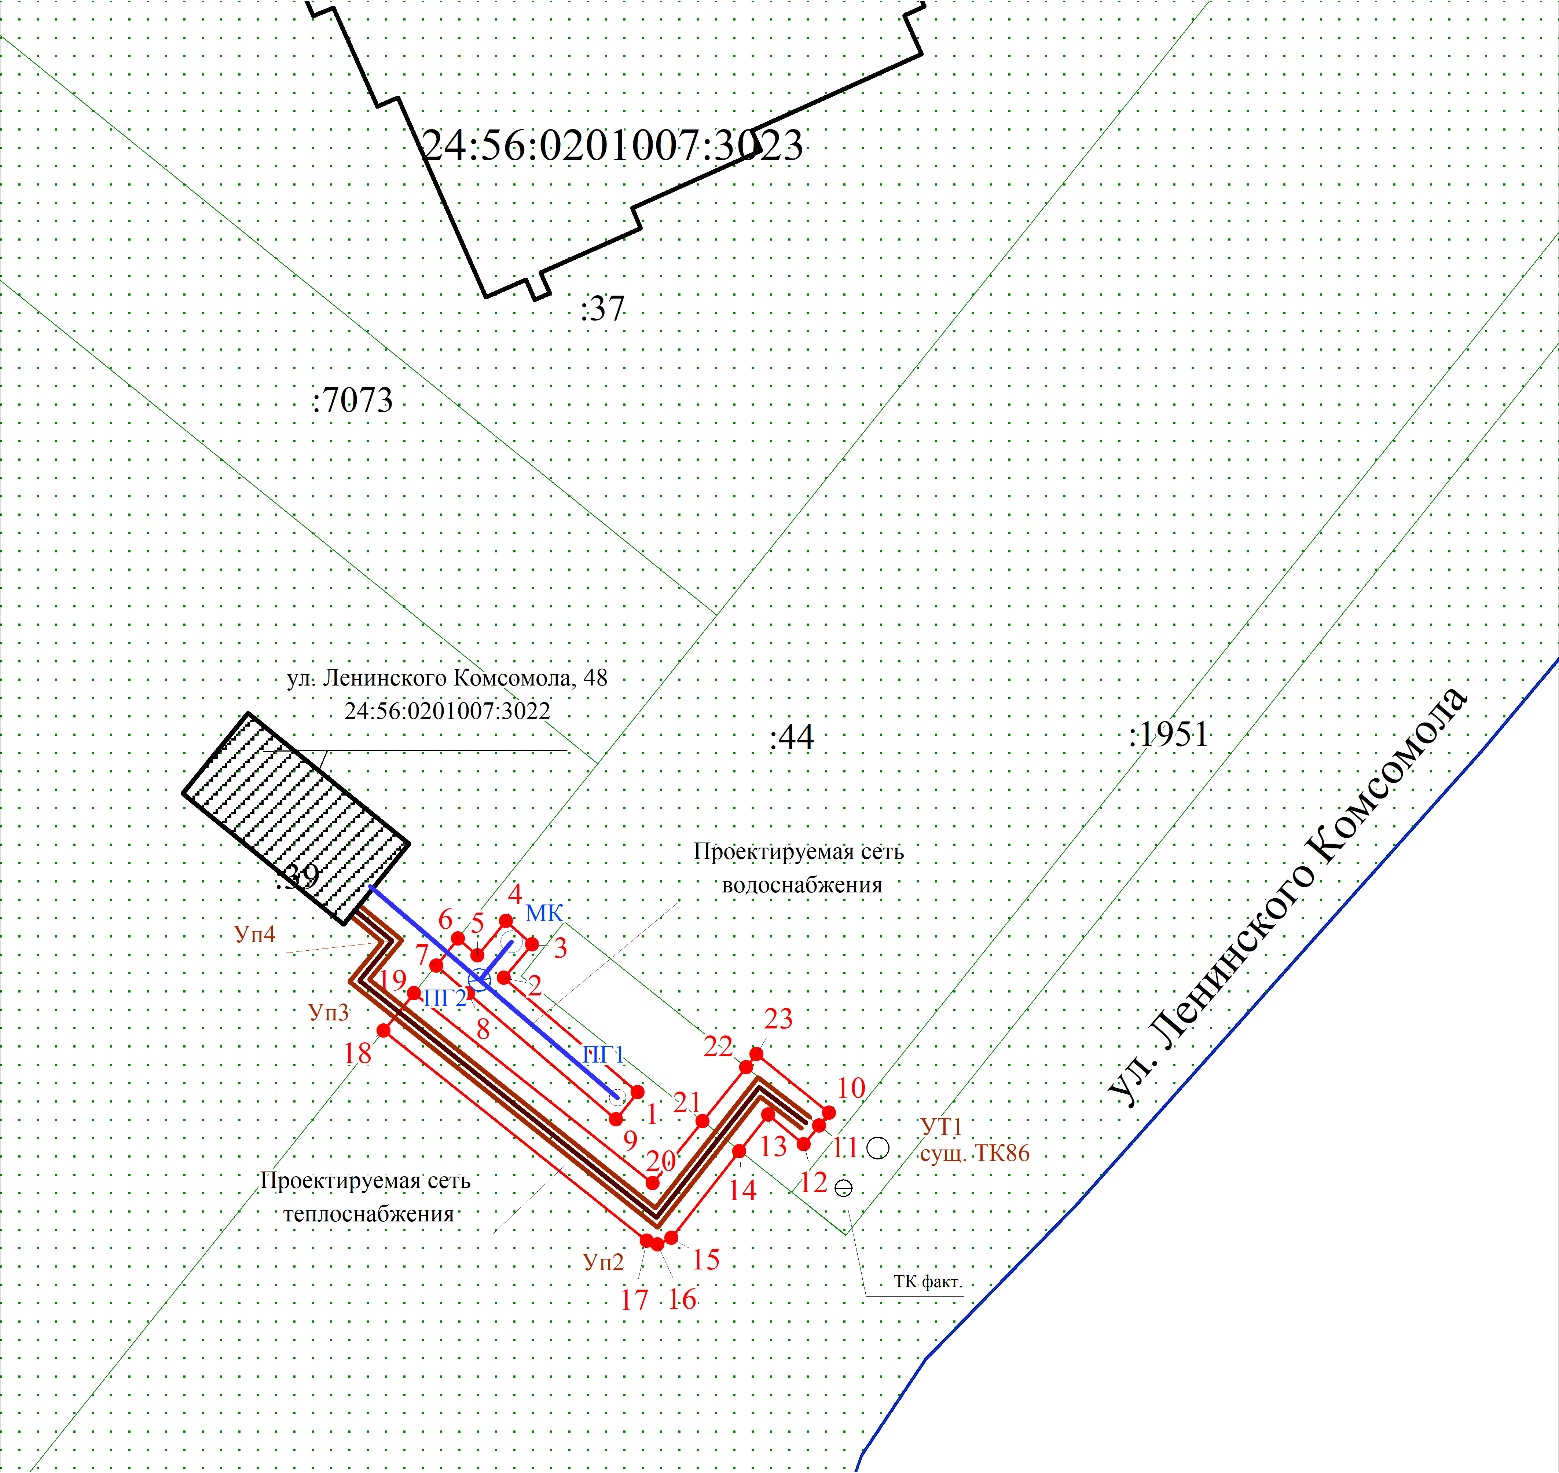 24:56:0201007:3023
:37
:7073
ул. Ленинского Комсомола, 48
24:56:0201007:3022
:44
:1951
ул. Ленинского Комсомола
Проектируемая сеть
водоснабжения
:39
4
МК
6
5
3
Уп4
7
19
2
ПГ2
Уп3
8
18
ПГ1
23
22
21
1
10
9
13
11
УТ1
сущ. ТК86
20
14
12
Проектируемая сеть
теплоснабжения
Уп2
15
17
16
ТК факт.